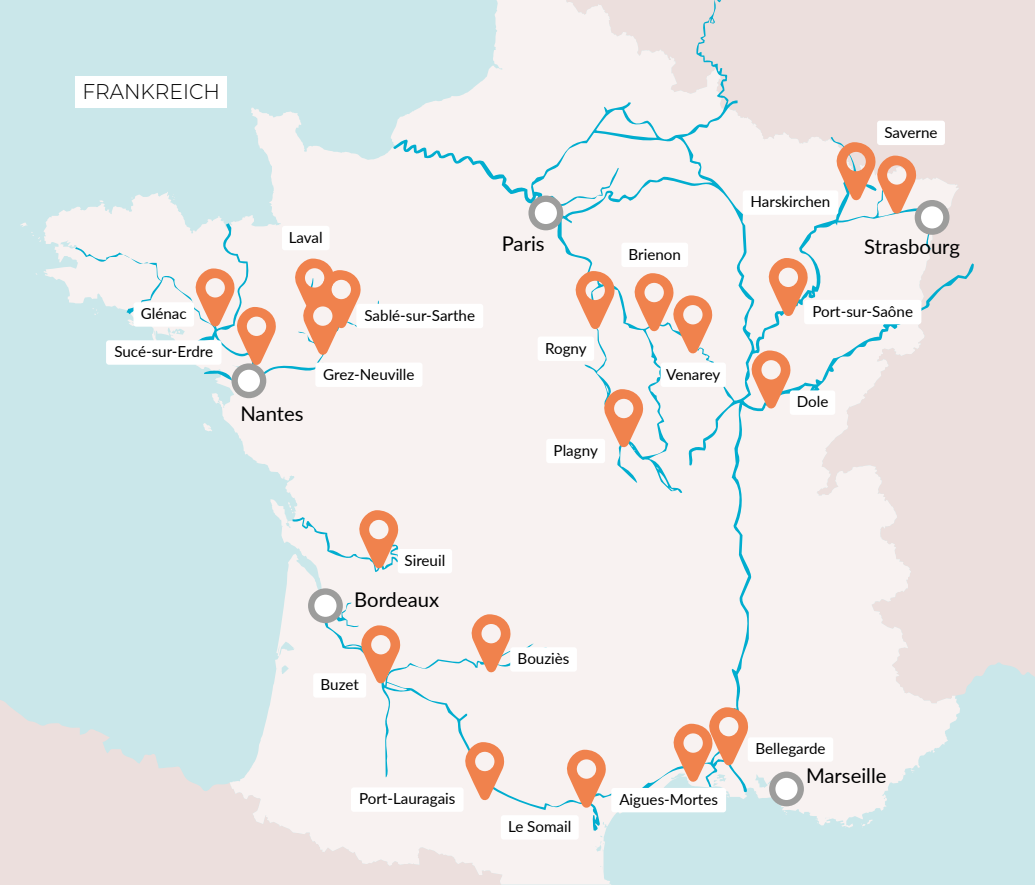 FRANKREICH
Saverne
Harskirchen
Strasbourg
Paris
Laval
Brienon
Glénac
Sablé-sur-Sarthe
Port-sur-Saône
Sucé-sur-Erdre
Rogny
Grez-Neuville
Venarey
Nantes
Dole
Plagny
Sireuil
Bordeaux
Bouziès
Buzet
Bellegarde
Marseille
Port-Lauragais
Aigues-Mortes
Le Somail